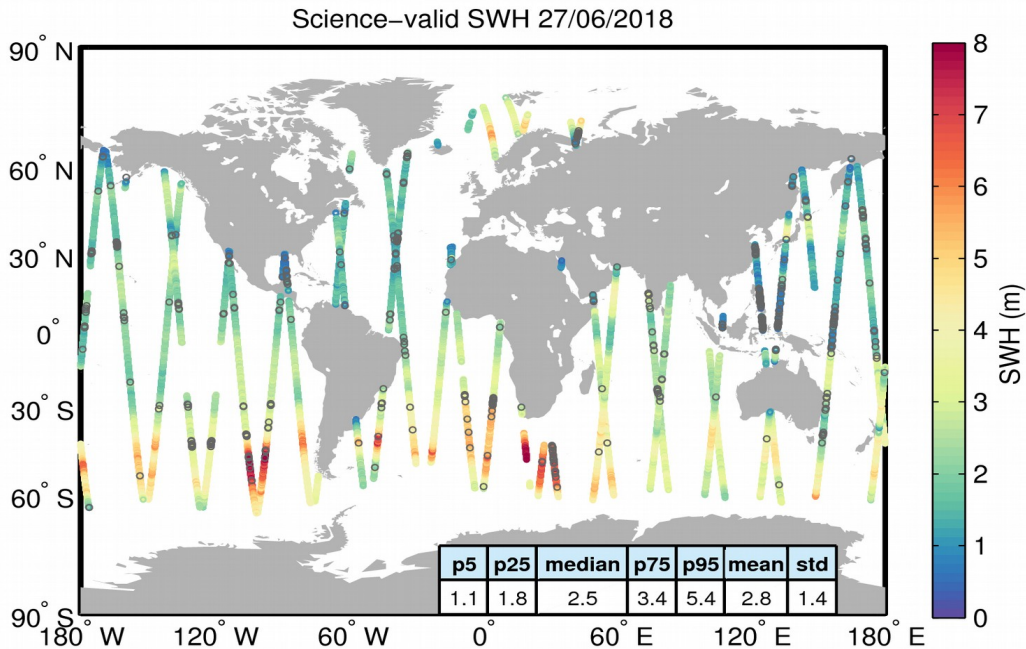 Science−valid SWH 27/06/2018
90° N
60° N
30° N
0°
30° S
60° S
90° S
180° W
120° W
60° W
0°
60° E
120° E
180° E
p5 p25 median p75 p95 mean std
1.1 1.8 2.5 3.4 5.4 2.8 1.4
8
7
6
5
4
3
2
1
0
SWH (m)